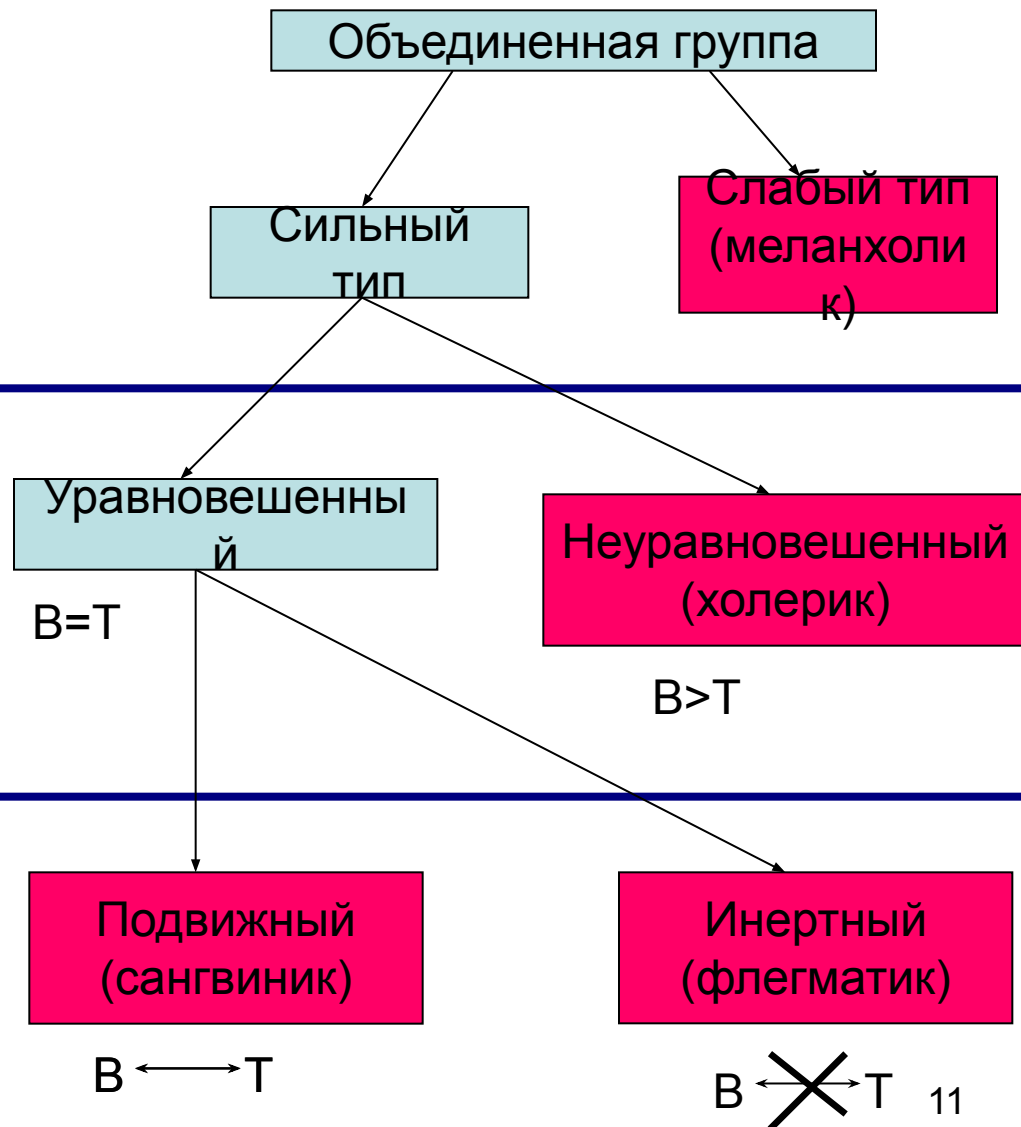 Объединенная группа
Сильный
тип
Слабый тип
(меланхоли
к)
Уравновешенны
й
В=Т
Неуравновешенный
(холерик)
В>Т
Подвижный
(сангвиник)
В Т
Инертный
(флегматик)
В Т
11